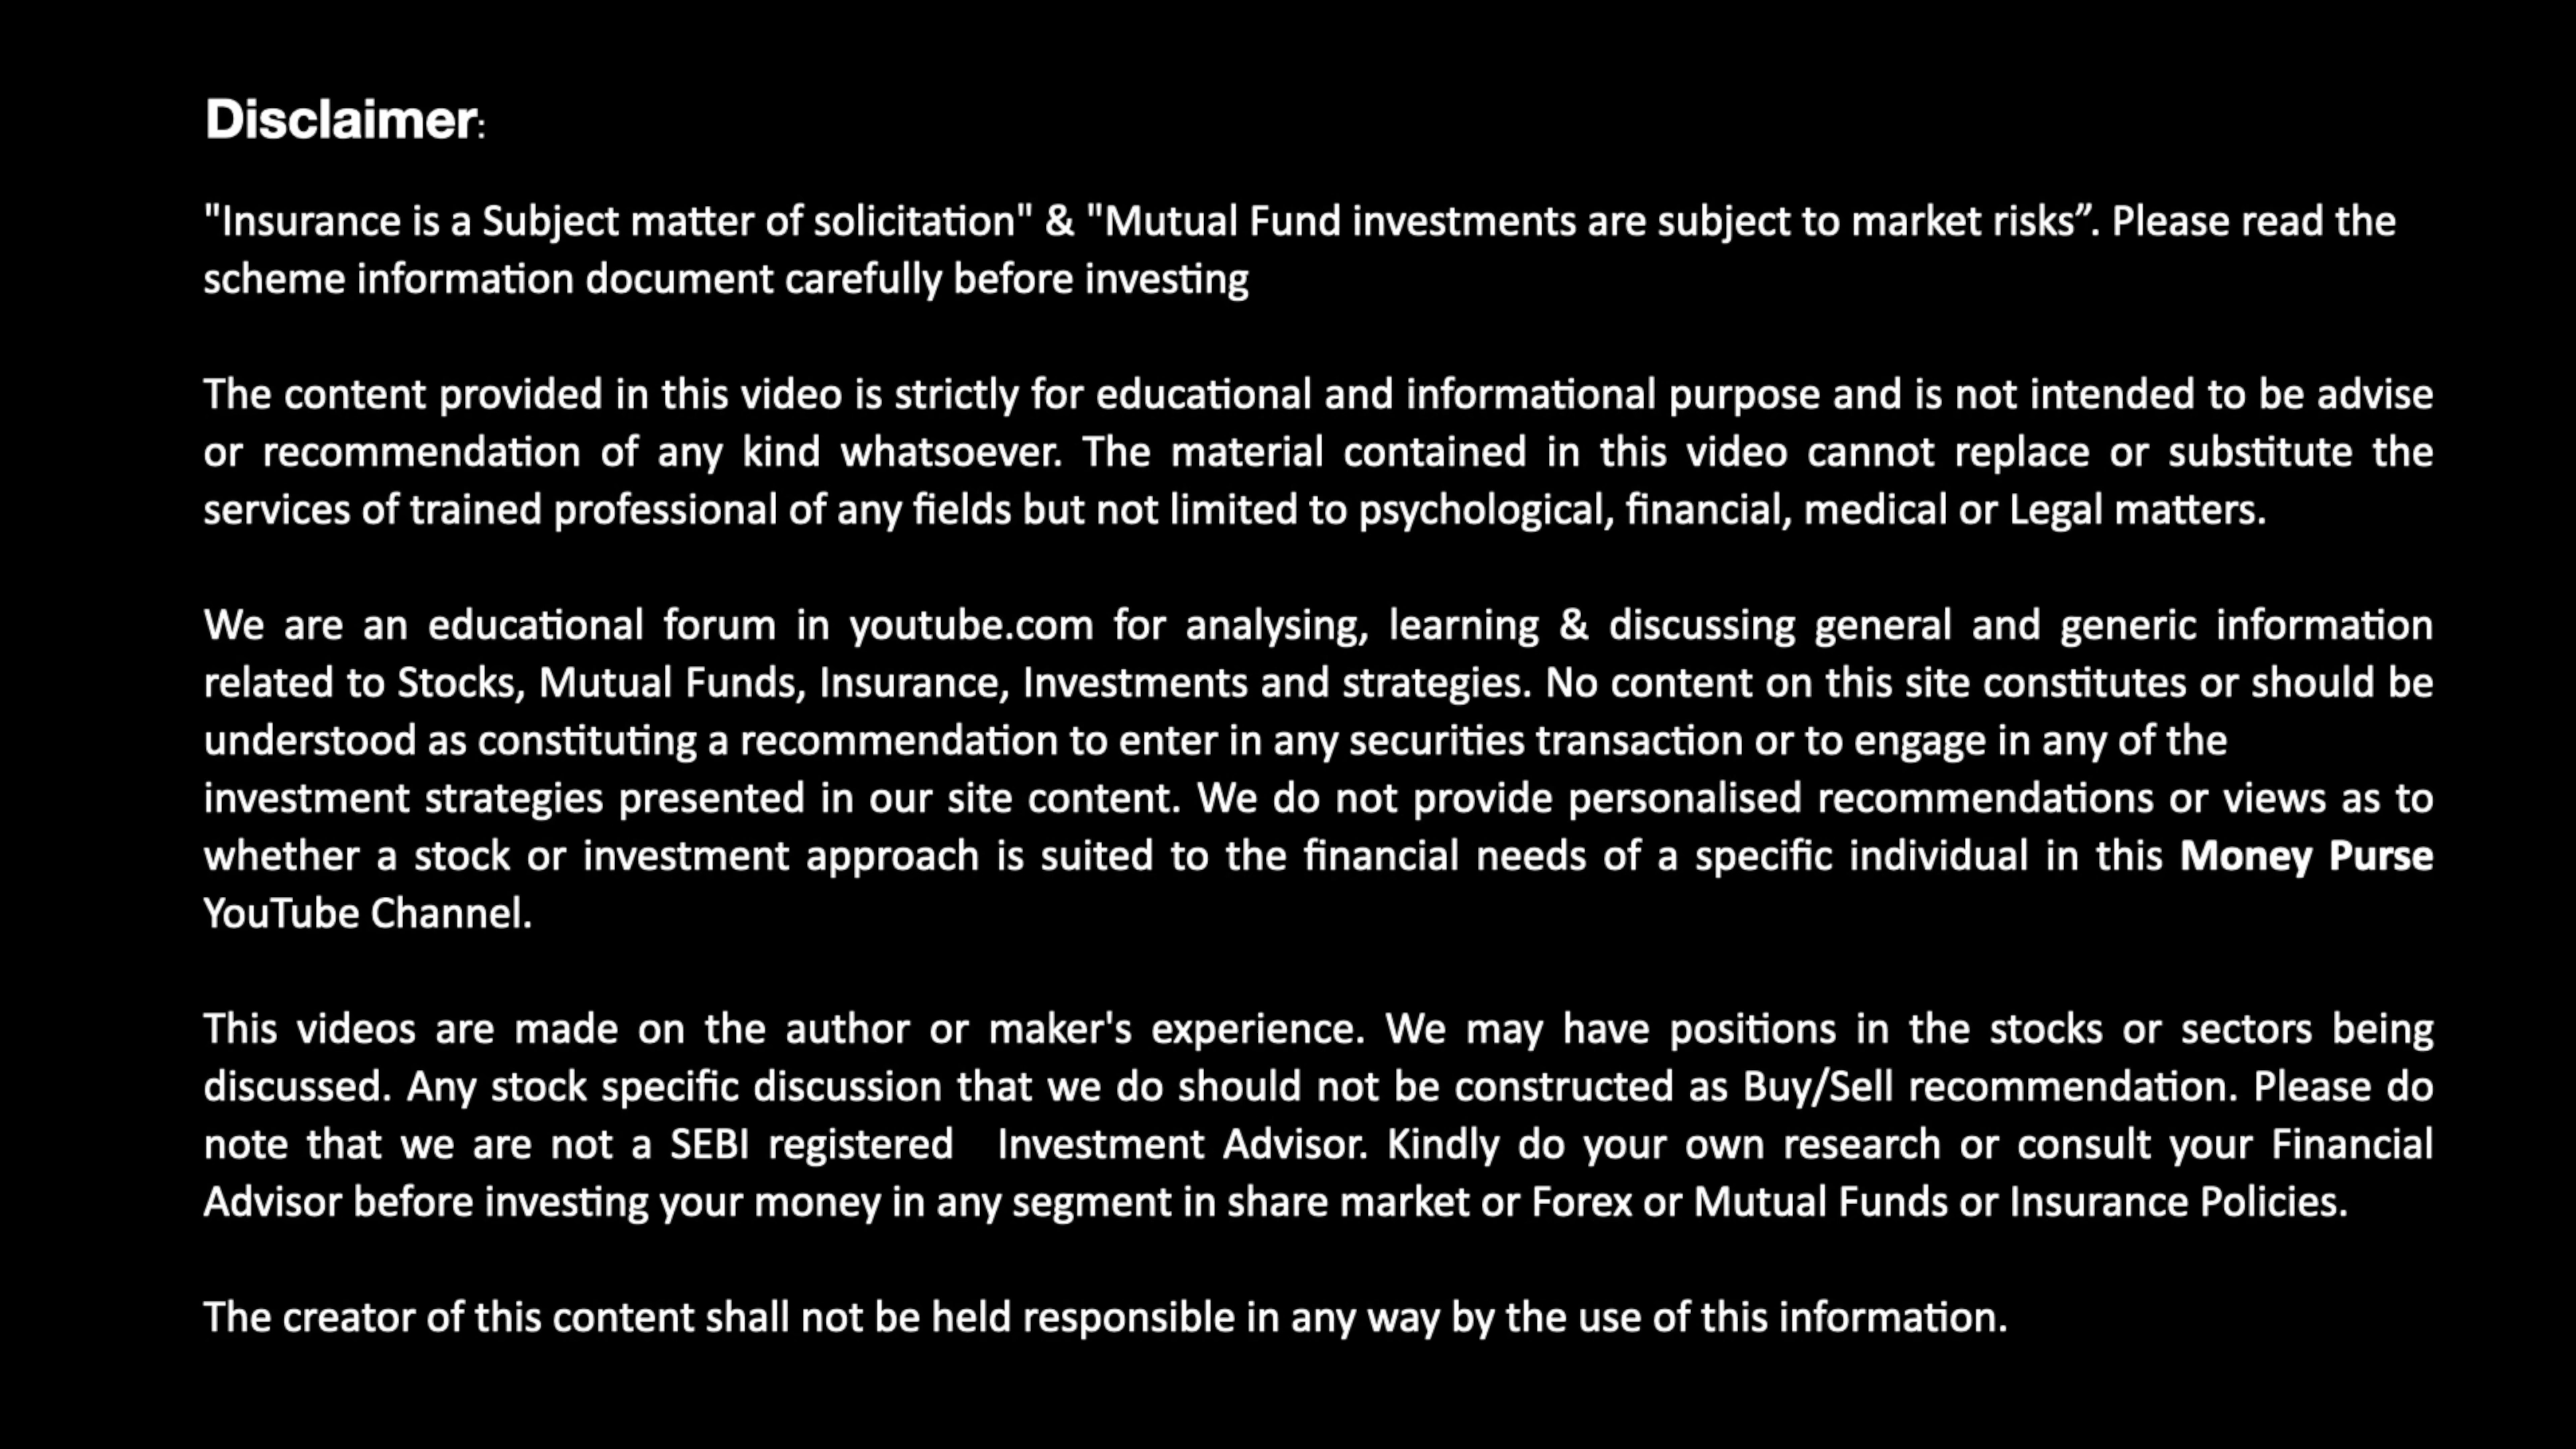 Disclaimer:
"Insurance is a Subject matter of solicitation" & "Mutual Fund investments are subject to market risks”. Please read the
scheme information document carefully before investing
The content provided in this video is strictly for educational and informational purpose and is not intended to be advise
or recommendation of any kind whatsoever. The material contained in this video cannot replace or substitute the
services of trained professional of any fields but not limited to psychological, financial, medical or Legal matters.
We are an educational forum in youtube.com for analysing, learning & discussing general and generic information
related to Stocks, Mutual Funds, Insurance, Investments and strategies. No content on this site constitutes or should be
understood as constituting a recommendation to enter in any securities transaction or to engage in any of the
investment strategies presented in our site content. We do not provide personalised recommendations or views as to
whether a stock or investment approach is suited to the financial needs of a specific individual in this Money Purse
YouTube Channel.
This videos are made on the author or maker's experience. We may have positions in the stocks or sectors being
discussed. Any stock specific discussion that we do should not be constructed as Buy/Sell recommendation. Please do
note that we are not a SEBI registered Investment Advisor. Kindly do your own research or consult your Financial
Advisor before investing your money in any segment in share market or Forex or Mutual Funds or Insurance Policies.
The creator of this content shall not be held responsible in any way by the use of this information.